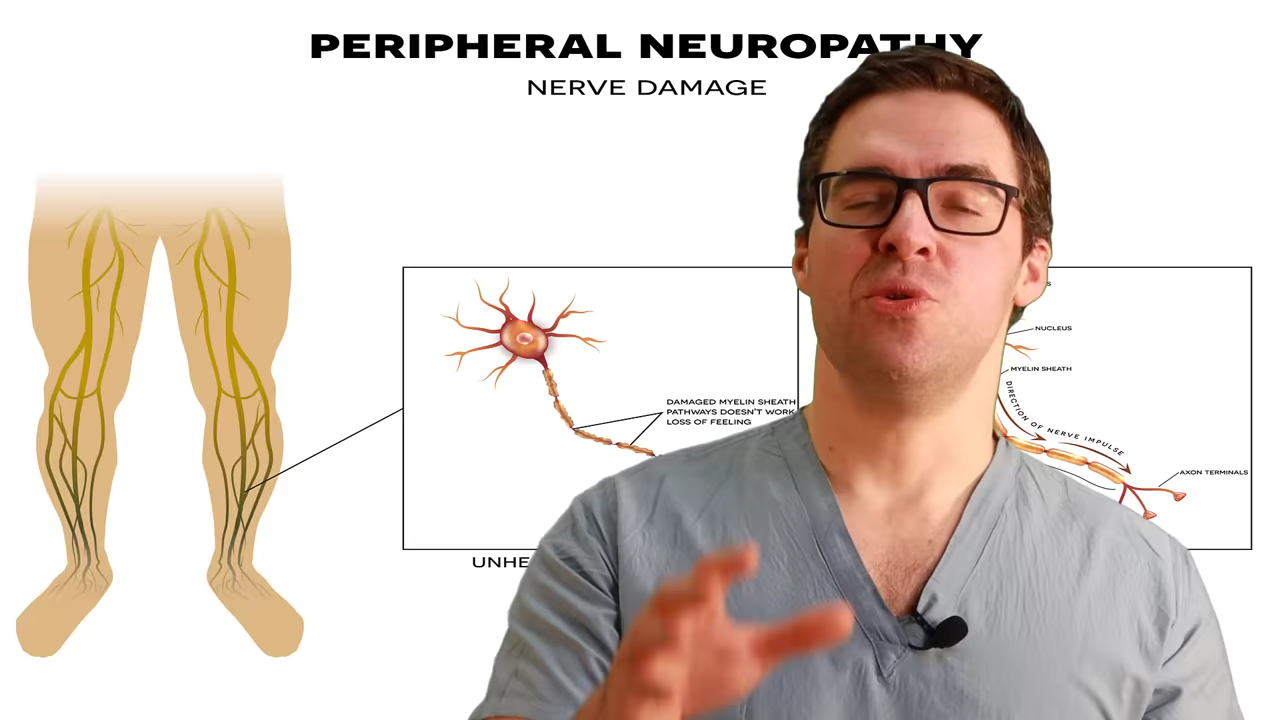 PERIPHERAL NEUROPATHY
NERVE DAMAGE
DAMAGED MYELIN SHEATH
PATHWAYS DOESN'T WORK
LOSS OF FEELING
NUCLEUS
MYELIN SHEATH
DIRECTION OF NERVE IMPULSE
AXON TERMINALS